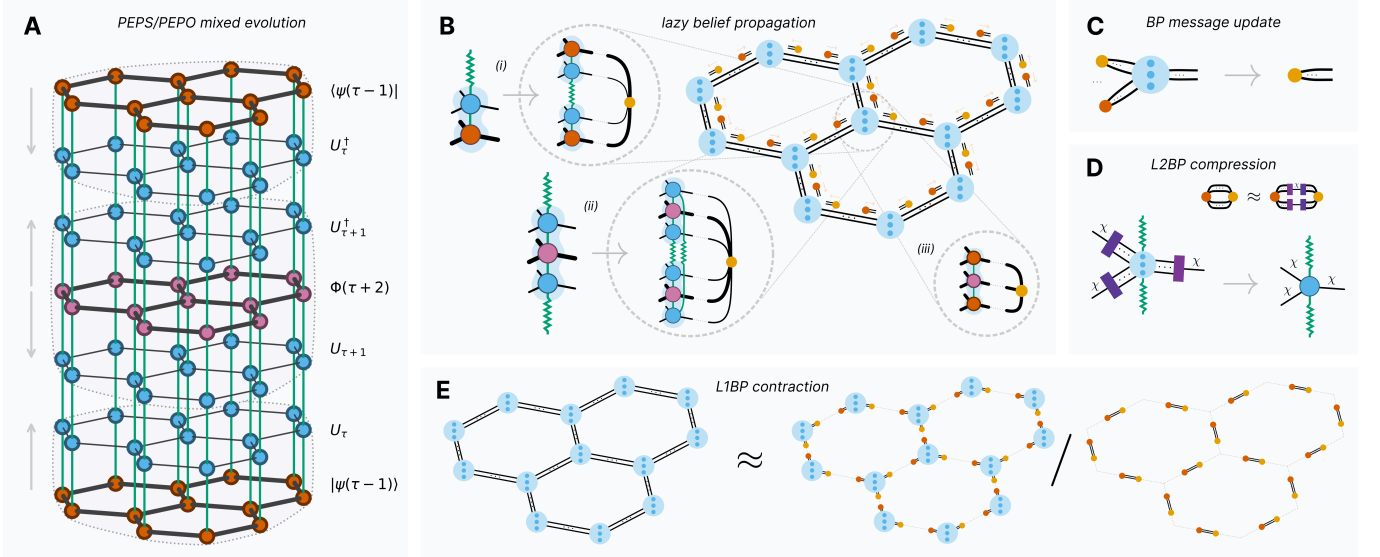 A
PEPS/PEPO mixed evolution
⟨ψ(τ−1)|
U†τ
U†τ+1
Φ(τ+2)
Uτ+1
Uτ
|ψ(τ−1)⟩
B
lazy belief propagation
(i)
(ii)
(iii)
C
BP message update
D
L2BP compression
≈
χ
χ
χ
χ
χ
χ
χ
E
L1BP contraction
≈
/